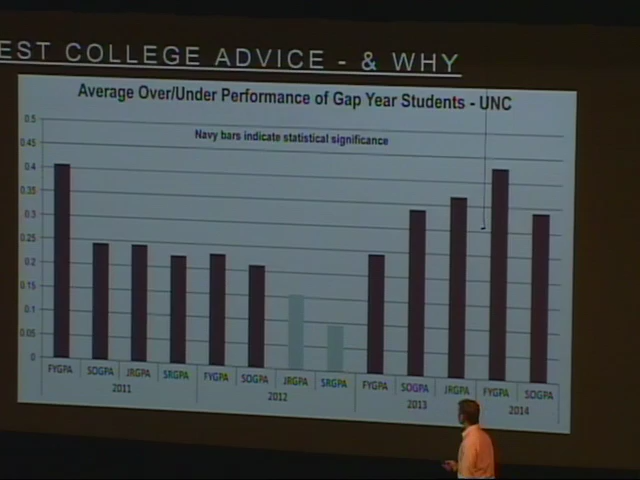 EST COLLEGE ADVICE - & WHY
Average Over/Under Performance of Gap Year Students - UNC
Navy bars indicate statistical significance
0.5
0.45
0.4
0.35
0.3
0.25
0.2
0.15
0.1
0.05
0
FYGPA SOGPA JRGPA SRGPA FYGPA SOGPA JRGPA SRGPA FYGPA SOGPA JRGPA FYGPA SOGPA
2011 2012 2013 2014